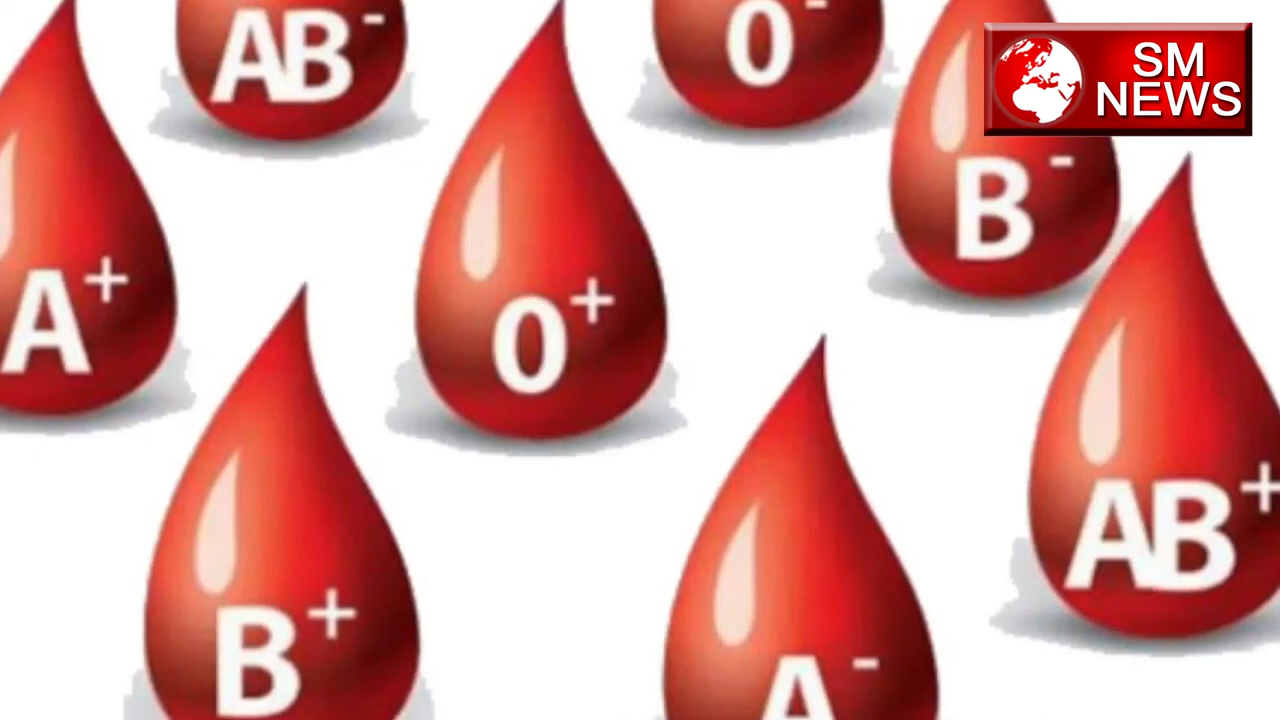 AB-
O-
SM
NEWS
B-
A+
O+
AB+
B+
A-